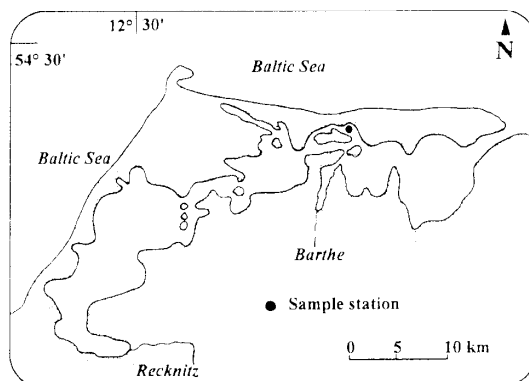 12° 30'
54° 30'
N
Baltic Sea
Baltic Sea
Barthe
Sample station
0 5 10 km
Recknitz